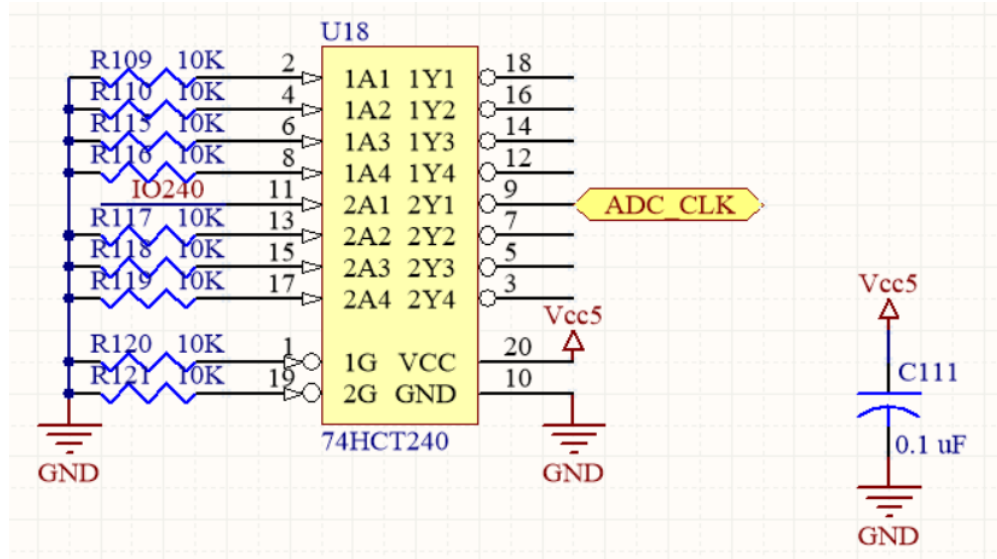 U18
R109 10K 2 1A1 1Y1 18
R110 10K 4 1A2 1Y2 16
R115 10K 6 1A3 1Y3 14
R116 10K 8 1A4 1Y4 12
IO240 11 2A1 2Y1 9 ADC_CLK
R117 10K 13 2A2 2Y2 7
R118 10K 15 2A3 2Y3 5
R119 10K 17 2A4 2Y4 3
Vcc5
Vcc5
R120 10K 1 1G VCC 20
R121 10K 19 2G GND 10
C111
74HCT240
0.1 uF
GND
GND
GND